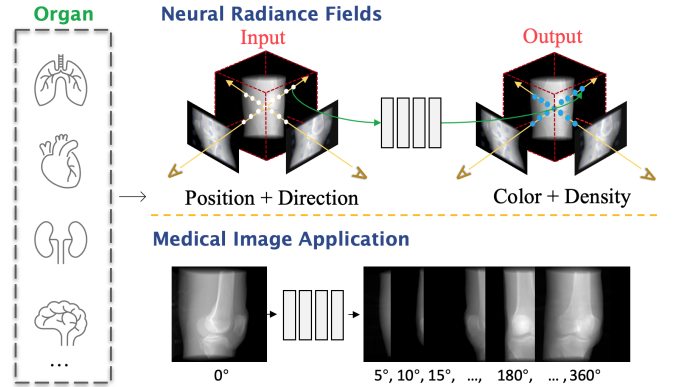 Organ
...
Neural Radiance Fields
Input
Output
Position + Direction
Color + Density
Medical Image Application
0°
5°, 10°, 15°, ..., 180°, ... , 360°